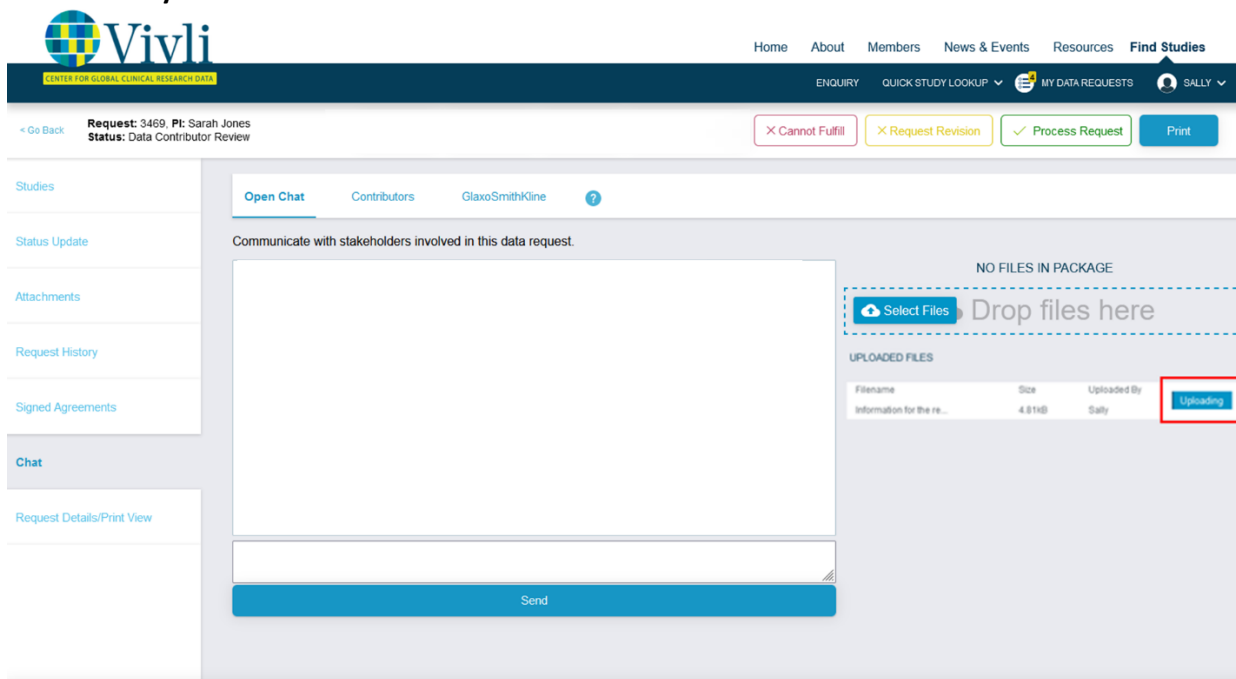 Vivli
CENTER FOR GLOBAL CLINICAL RESEARCH DATA
Home About Members News & Events Resources Find Studies
ENQUIRY QUICK STUDY LOOKUP 4 MY DATA REQUESTS SALLY
< Go Back
Request: 3469, PI: Sarah Jones
Status: Data Contributor Review
Cannot Fulfill Request Revision Process Request Print
Studies
Status Update
Attachments
Request History
Signed Agreements
Chat
Request Details/Print View
Open Chat Contributors GlaxoSmithKline ?
Communicate with stakeholders involved in this data request.
Send
NO FILES IN PACKAGE
Select Files Drop files here
UPLOADED FILES
Filename Size Uploaded By
Information for the re... 4.81kB Sally
Uploading